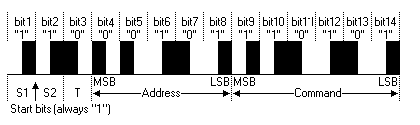 bit1 bit2 bit3 bit4 bit5 bit6 bit7 bit8 bit9 bit10 bit11 bit12 bit13 bit14
"1" "1" "0" "0" "0" "1" "0" "1" "1" "1" "0" "1" "0" "1"
MSB LSB MSB LSB
S1 S2 T Address Command
Start bits (always "1")